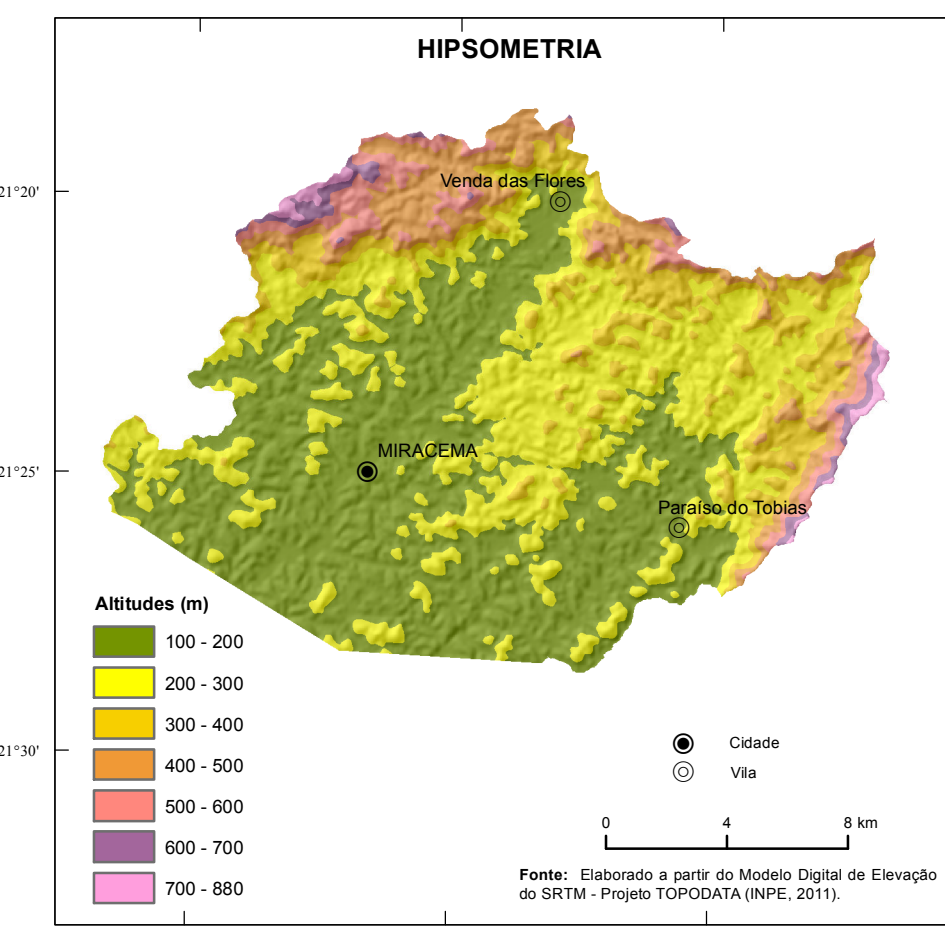 HIPSOMETRIA
Venda das Flores
21°20'
21°25'
MIRACEMA
Paraíso do Tobias
Altitudes (m)
100 - 200
200 - 300
300 - 400
400 - 500
500 - 600
600 - 700
700 - 880
21°30'
Cidade
Vila
0 4 8 km
Fonte: Elaborado a partir do Modelo Digital de Elevação
do SRTM - Projeto TOPODATA (INPE, 2011).